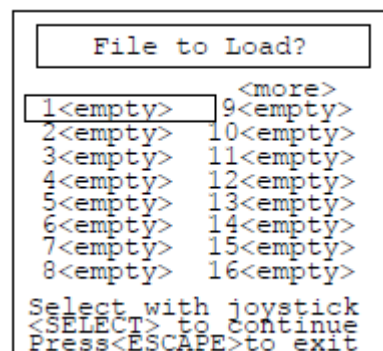 File to Load?
<more>
1<empty> 9<empty>
2<empty> 10<empty>
3<empty> 11<empty>
4<empty> 12<empty>
5<empty> 13<empty>
6<empty> 14<empty>
7<empty> 15<empty>
8<empty> 16<empty>
Select with joystick
<SELECT> to continue
Press<ESCAPE>to exit